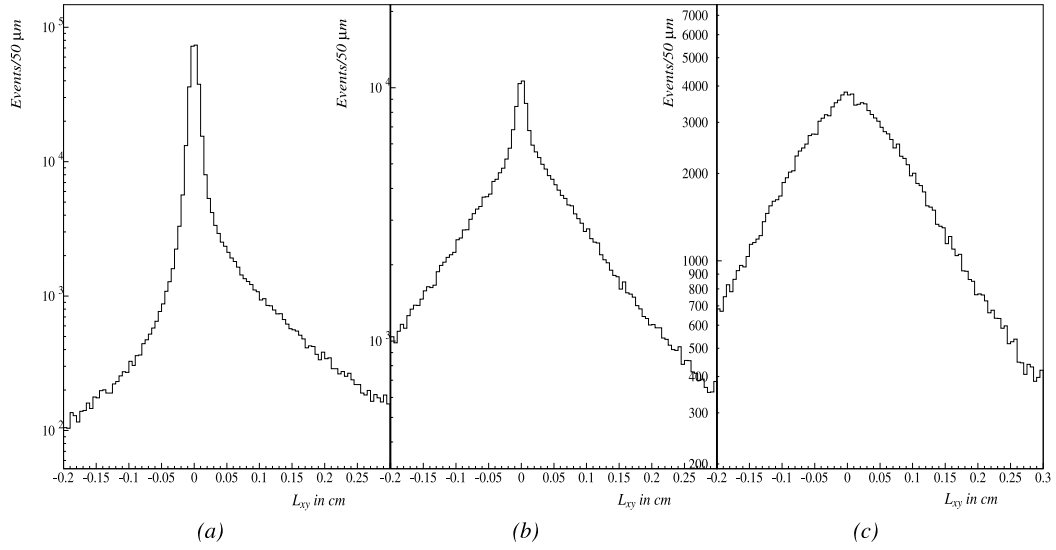 Events/50 μm
10^5
10^4
10^3
10^2
-0.2 -0.15 -0.1 -0.05 0 0.05 0.1 0.15 0.2 0.25
L_xy in cm
(a)
Events/50 μm
10^4
10^3
-0.2 -0.15 -0.1 -0.05 0 0.05 0.1 0.15 0.2 0.25
L_xy in cm
(b)
Events/50 μm
7000
6000
5000
4000
3000
2000
1000
900
800
700
600
500
400
300
200
-0.2 -0.15 -0.1 -0.05 0 0.05 0.1 0.15 0.2 0.25 0.3
L_xy in cm
(c)